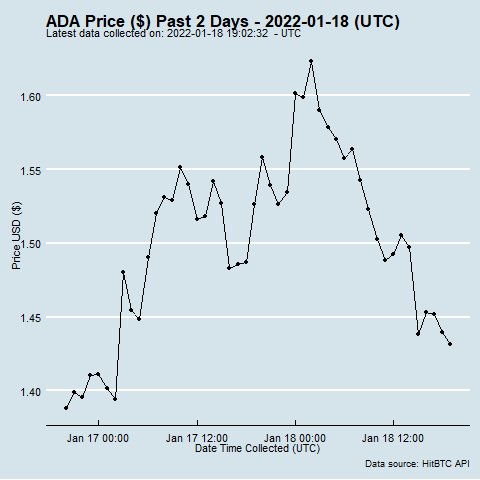 ADA Price ($) Past 2 Days - 2022-01-18 (UTC)
Latest data collected on: 2022-01-18 19:02:32  - UTC
1.60
1.55
1.50
1.45
1.40
Price USD ($)
Jan 17 00:00 Jan 17 12:00 Jan 18 00:00 Jan 18 12:00
Date Time Collected (UTC)
Data source: HitBTC API